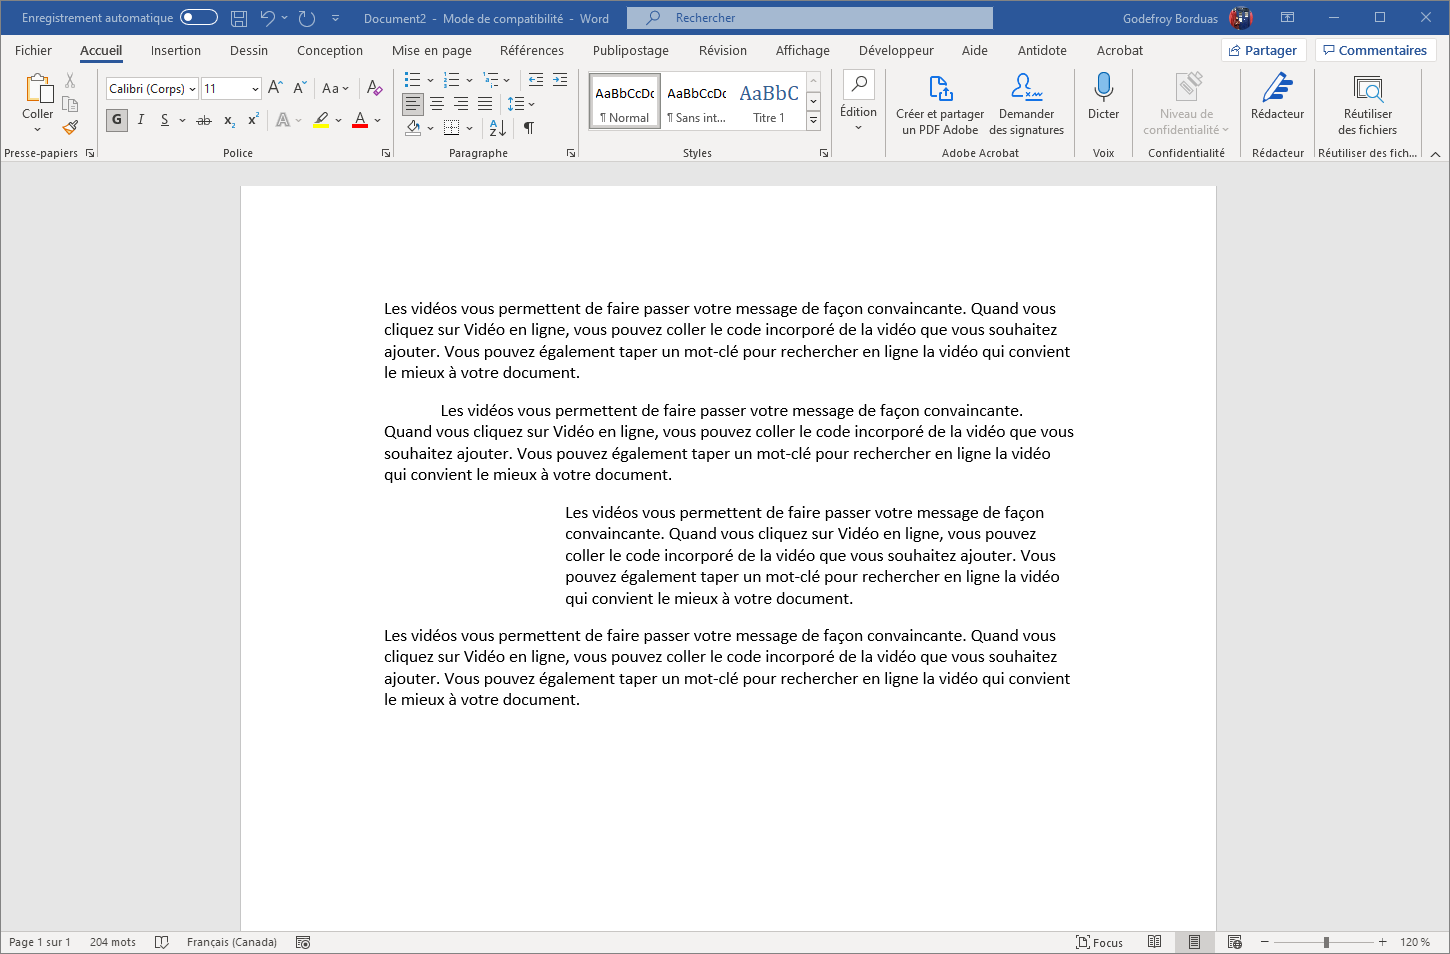 Enregistrement automatique
Document2 - Mode de compatibilité - Word
Rechercher
Godefroy Borduas
Fichier Accueil Insertion Dessin Conception Mise en page Références Publipostage Révision Affichage Développeur Aide Antidote Acrobat Partager Commentaires
Coller
Presse-papiers
Calibri (Corps) 11
Aa
G I S ab x₂ x² A A
Police
Paragraphe
AaBbCcDc AaBbCcDc AaBbC
¶ Normal ¶ Sans int... Titre 1
Styles
Édition
Créer et partager
un PDF Adobe
Demander
des signatures
Adobe Acrobat
Dicter
Voix
Niveau de
confidentialité
Confidentialité
Rédacteur
Rédacteur
Réutiliser
des fichiers
Réutiliser des fich...
Les vidéos vous permettent de faire passer votre message de façon convaincante. Quand vous
cliquez sur Vidéo en ligne, vous pouvez coller le code incorporé de la vidéo que vous souhaitez
ajouter. Vous pouvez également taper un mot-clé pour rechercher en ligne la vidéo qui convient
le mieux à votre document.
Les vidéos vous permettent de faire passer votre message de façon convaincante.
Quand vous cliquez sur Vidéo en ligne, vous pouvez coller le code incorporé de la vidéo que vous
souhaitez ajouter. Vous pouvez également taper un mot-clé pour rechercher en ligne la vidéo
qui convient le mieux à votre document.
Les vidéos vous permettent de faire passer votre message de façon
convaincante. Quand vous cliquez sur Vidéo en ligne, vous pouvez
coller le code incorporé de la vidéo que vous souhaitez ajouter. Vous
pouvez également taper un mot-clé pour rechercher en ligne la vidéo
qui convient le mieux à votre document.
Les vidéos vous permettent de faire passer votre message de façon convaincante. Quand vous
cliquez sur Vidéo en ligne, vous pouvez coller le code incorporé de la vidéo que vous souhaitez
ajouter. Vous pouvez également taper un mot-clé pour rechercher en ligne la vidéo qui convient
le mieux à votre document.
Page 1 sur 1 204 mots Français (Canada) Focus 120 %